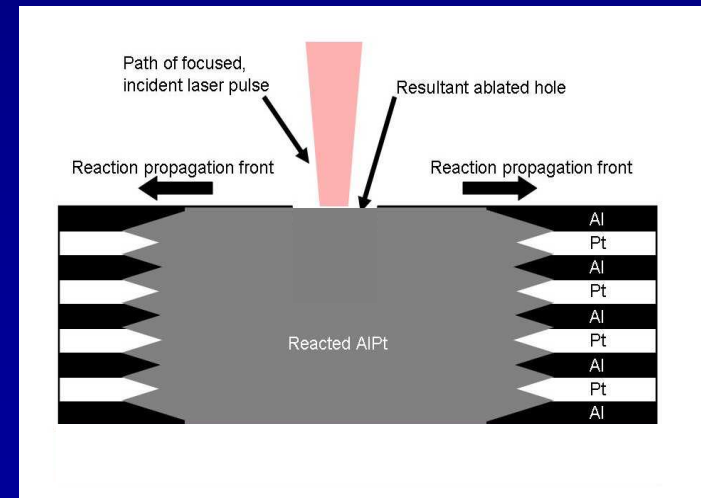 Path of focused,
incident laser pulse
Resultant ablated hole
Reaction propagation front
Reaction propagation front
Al
Pt
Al
Pt
Al
Pt
Al
Pt
Al
Reacted AlPt